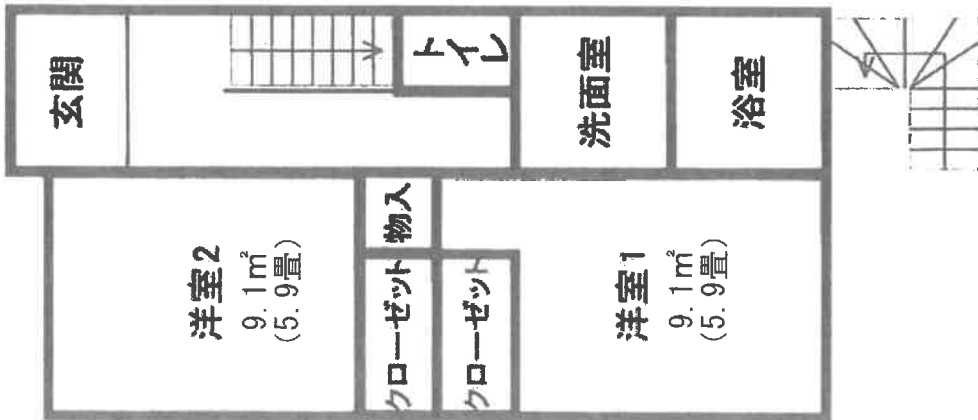 玄関
トイレ
洗面室
浴室
洋室2
9.1㎡
(5.9畳)
物入
クローゼット
クローゼット
洋室1
9.1㎡
(5.9畳)